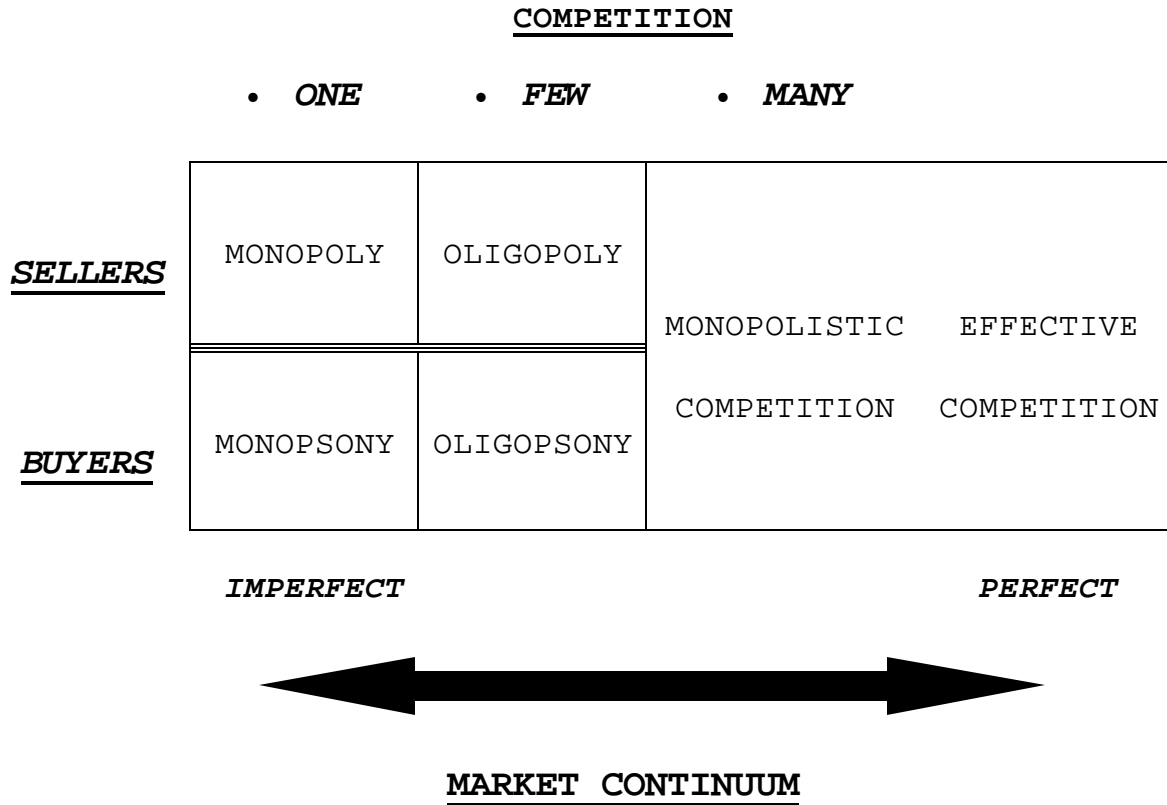 COMPETITION
• ONE • FEW • MANY
MONOPOLY OLIGOPOLY
SELLERS
MONOPOLISTIC EFFECTIVE
COMPETITION COMPETITION
MONOPSONY OLIGOPSONY
BUYERS
IMPERFECT PERFECT
MARKET CONTINUUM